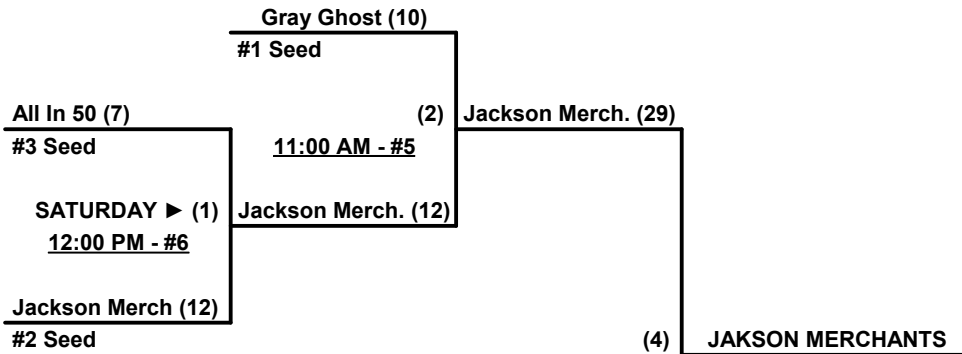 Gray Ghost (10)
#1 Seed
All In 50 (7)
(2) Jackson Merch. (29)
#3 Seed
11:00 AM - #5
SATURDAY ► (1) Jackson Merch. (12)
12:00 PM - #6
Jackson Merch (12)
#2 Seed
(4) JAKSON MERCHANTS